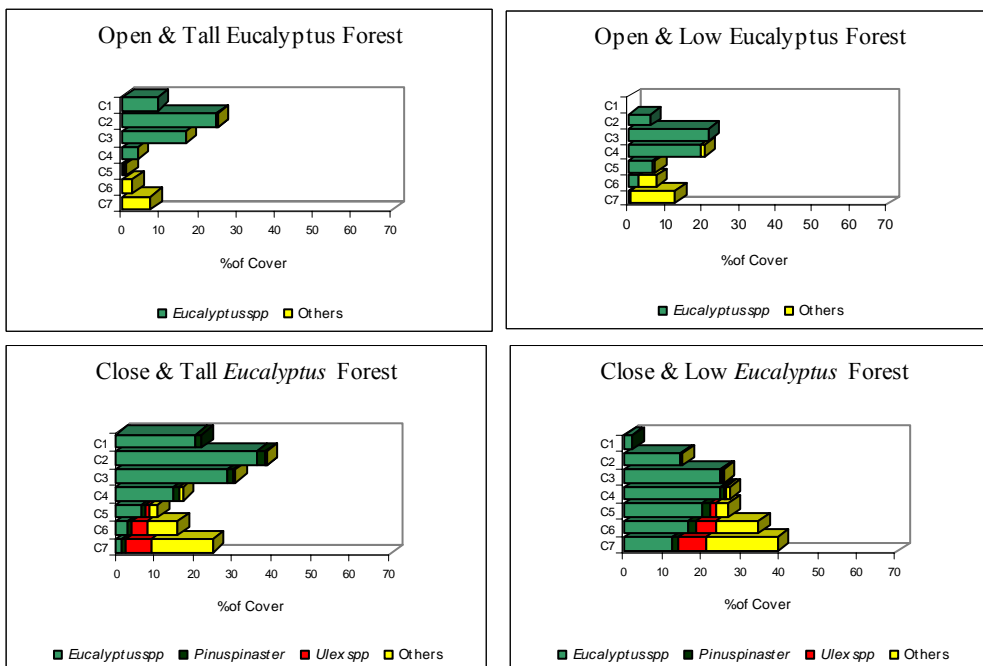 Open & Tall Eucalyptus Forest
C1
C2
C3
C4
C5
C6
C7
0 10 20 30 40 50 60 70
%of Cover
Eucalyptusspp Others
Open & Low Eucalyptus Forest
C1
C2
C3
C4
C5
C6
C7
0 10 20 30 40 50 60 70
%of Cover
Eucalyptusspp Others
Close & Tall Eucalyptus Forest
C1
C2
C3
C4
C5
C6
C7
0 10 20 30 40 50 60 70
%of Cover
Eucalyptusspp Pinuspinaster Ulex spp Others
Close & Low Eucalyptus Forest
C1
C2
C3
C4
C5
C6
C7
0 10 20 30 40 50 60 70
%of Cover
Eucalyptusspp Pinuspinaster Ulex spp Others